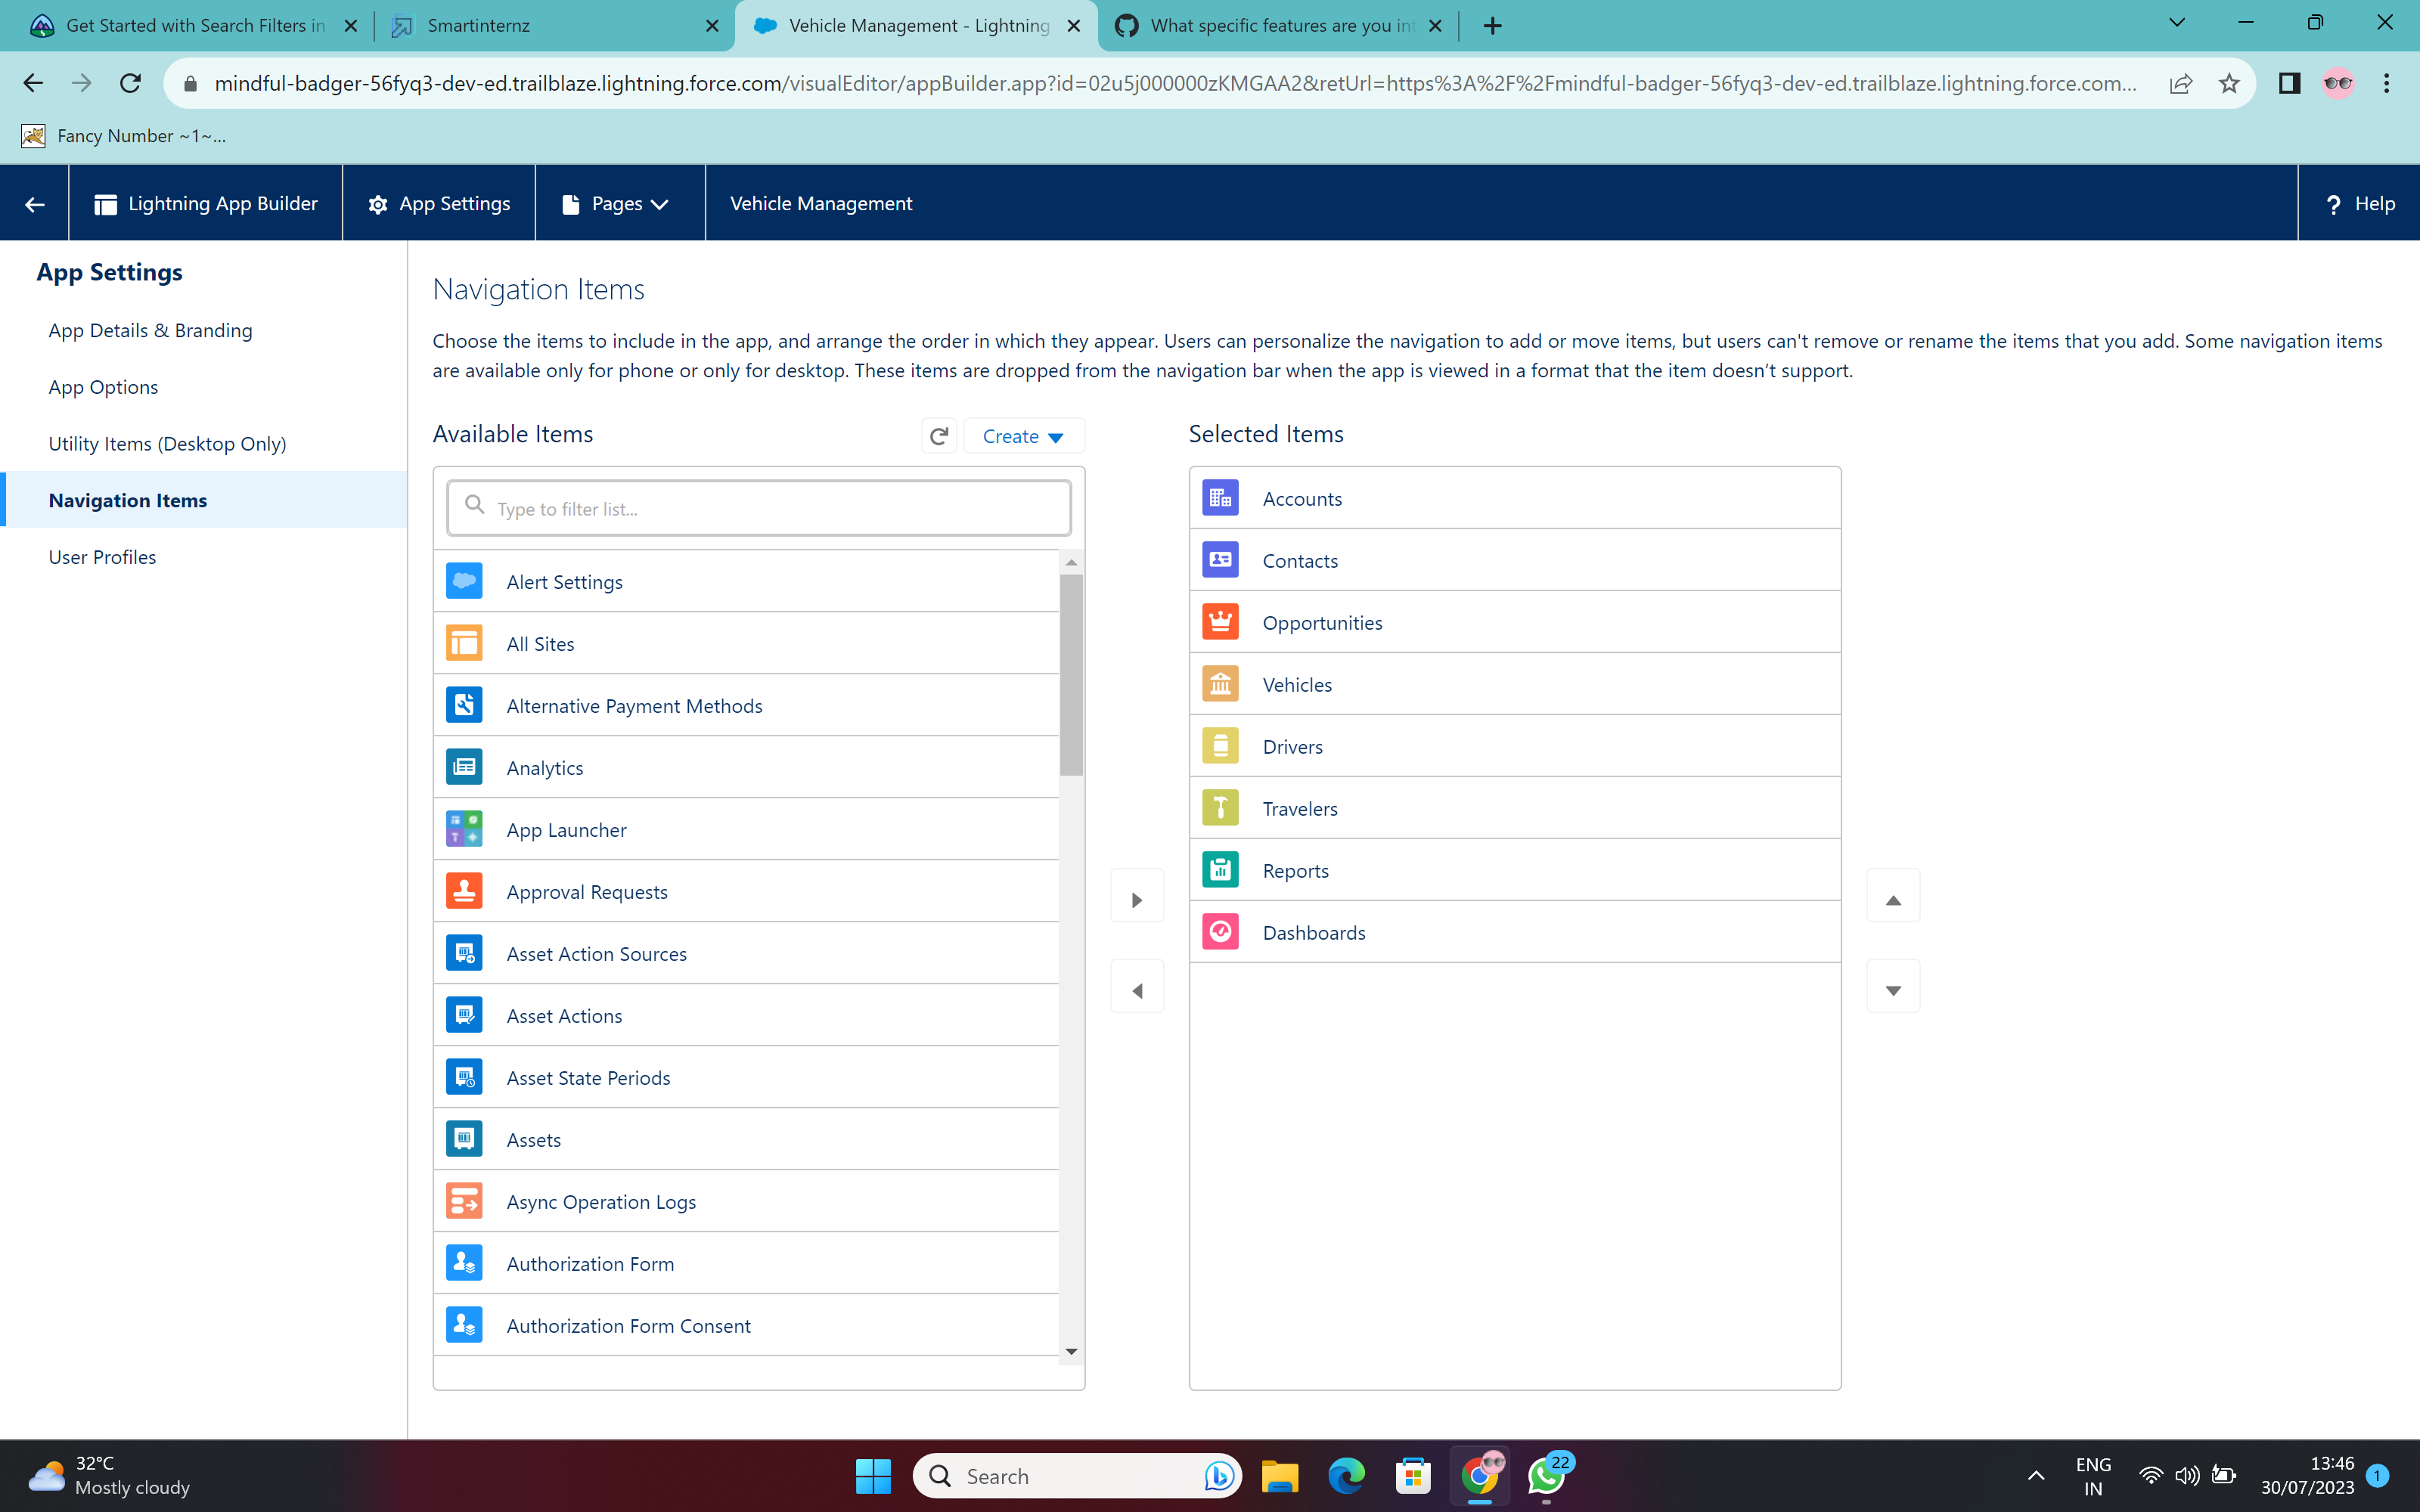 Get Started with Search Filters in
Smartinternz
Vehicle Management - Lightning
What specific features are you int
mindful-badger-56fyq3-dev-ed.trailblaze.lightning.force.com/visualEditor/appBuilder.app?id=02u5j000000zKMGAA2&retUrl=https%3A%2F%2Fmindful-badger-56fyq3-dev-ed.trailblaze.lightning.force.com...
Fancy Number ~1~...
Lightning App Builder
App Settings
Pages
Vehicle Management
? Help
App Settings
App Details & Branding
App Options
Utility Items (Desktop Only)
Navigation Items
User Profiles
Navigation Items
Choose the items to include in the app, and arrange the order in which they appear. Users can personalize the navigation to add or move items, but users can't remove or rename the items that you add. Some navigation items
are available only for phone or only for desktop. These items are dropped from the navigation bar when the app is viewed in a format that the item doesn’t support.
Available Items
Create
Type to filter list...
Alert Settings
All Sites
Alternative Payment Methods
Analytics
App Launcher
Approval Requests
Asset Action Sources
Asset Actions
Asset State Periods
Assets
Async Operation Logs
Authorization Form
Authorization Form Consent
Selected Items
Accounts
Contacts
Opportunities
Vehicles
Drivers
Travelers
Reports
Dashboards
32°C
Mostly cloudy
Search
22
ENG
IN
13:46
30/07/2023
1